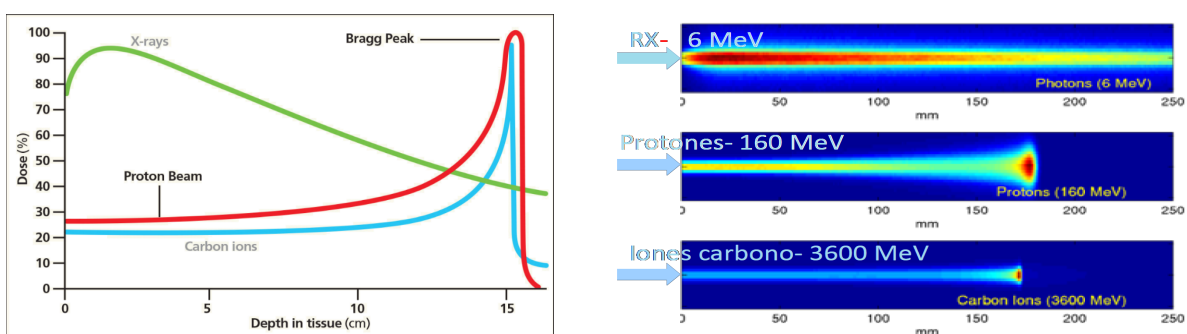 100
90
80
70
60
50
40
30
20
10
0
Dose (%)
X-rays
Bragg Peak
Proton Beam
Carbon ions
0 5 10 15
Depth in tissue (cm)
RX- 6 MeV
Photons (6 MeV)
0 50 100 150 200 250
mm
Protones- 160 MeV
Protons (160 MeV)
0 50 100 150 200 250
mm
Iones carbono- 3600 MeV
Carbon Ions (3600 MeV)
0 50 100 150 200 250
mm